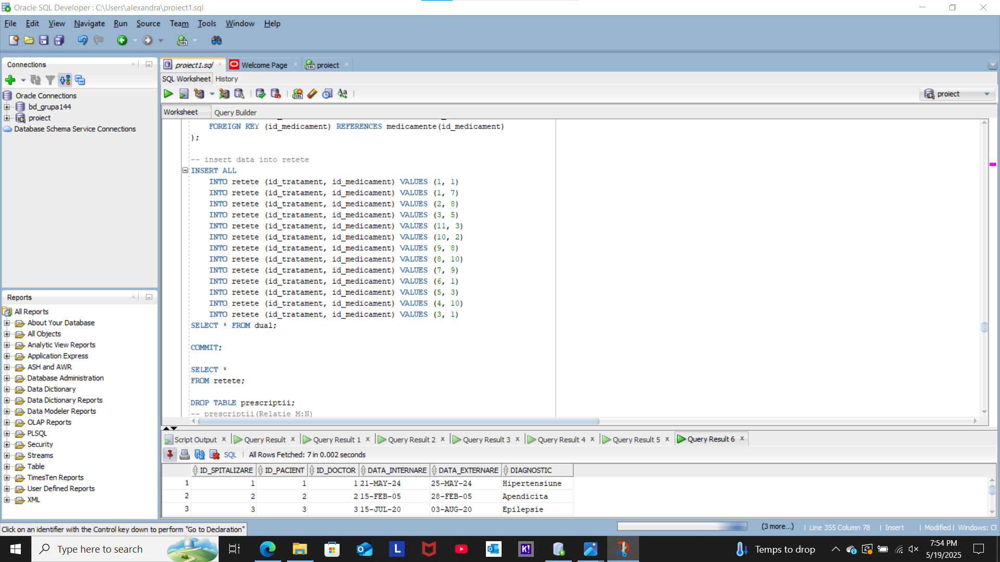 Oracle SQL Developer : C:\Users\alexandra\proiect1.sql
File Edit View Navigate Run Source Team Tools Window Help
Connections
Oracle Connections
bd_grupa144
proiect
Database Schema Service Connections
Reports
All Reports
About Your Database
All Objects
Analytic View Reports
Application Express
ASH and AWR
Database Administration
Data Dictionary
Data Dictionary Reports
Data Modeler Reports
OLAP Reports
PLSQL
Security
Streams
Table
TimesTen Reports
User Defined Reports
XML
proiect1.sql Welcome Page proiect
SQL Worksheet History
proiect
Worksheet Query Builder
FOREIGN KEY (id_medicament) REFERENCES medicamente(id_medicament)
);
-- insert data into retete
INSERT ALL
INTO retete (id_tratament, id_medicament) VALUES (1, 1)
INTO retete (id_tratament, id_medicament) VALUES (1, 7)
INTO retete (id_tratament, id_medicament) VALUES (2, 8)
INTO retete (id_tratament, id_medicament) VALUES (3, 5)
INTO retete (id_tratament, id_medicament) VALUES (11, 3)
INTO retete (id_tratament, id_medicament) VALUES (10, 2)
INTO retete (id_tratament, id_medicament) VALUES (9, 8)
INTO retete (id_tratament, id_medicament) VALUES (8, 10)
INTO retete (id_tratament, id_medicament) VALUES (7, 9)
INTO retete (id_tratament, id_medicament) VALUES (6, 1)
INTO retete (id_tratament, id_medicament) VALUES (5, 3)
INTO retete (id_tratament, id_medicament) VALUES (4, 10)
INTO retete (id_tratament, id_medicament) VALUES (3, 1)
SELECT * FROM dual;
COMMIT;
SELECT *
FROM retete;
DROP TABLE prescriptii;
-- prescriptii(Relatie M:N)
Script Output Query Result Query Result 1 Query Result 2 Query Result 3 Query Result 4 Query Result 5 Query Result 6
SQL All Rows Fetched: 7 in 0.002 seconds
ID_SPITALIZARE ID_PACIENT ID_DOCTOR DATA_INTERNARE DATA_EXTERNARE DIAGNOSTIC
1 1 1 1 21-MAY-24 25-MAY-24 Hipertensiune
2 2 2 2 15-FEB-05 28-FEB-05 Apendicita
3 3 3 3 15-JUL-20 03-AUG-20 Epilepsie
Click on an identifier with the Control key down to perform "Go to Declaration"
(3 more...) | Line 355 Column 78 | Insert | Modified | Windows: CF
Type here to search
Temps to drop
7:54 PM
5/19/2025